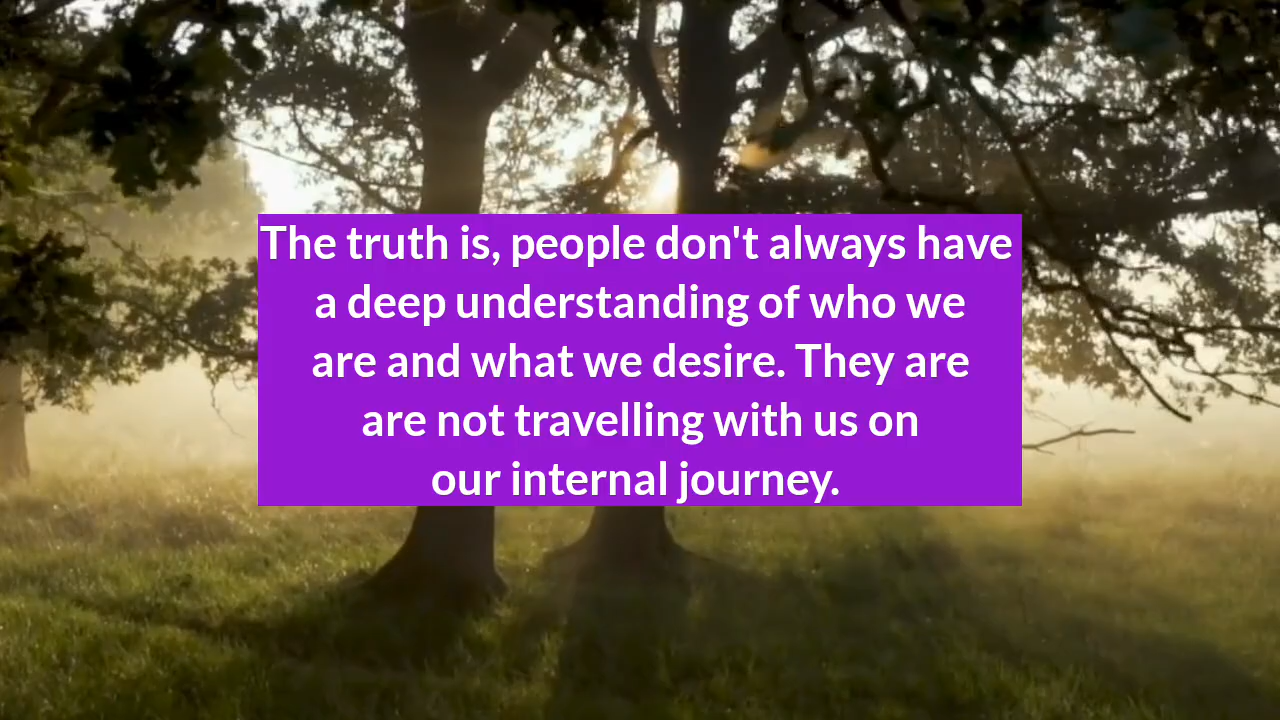 The truth is, people don't always have
a deep understanding of who we
are and what we desire. They are
are not travelling with us on
our internal journey.